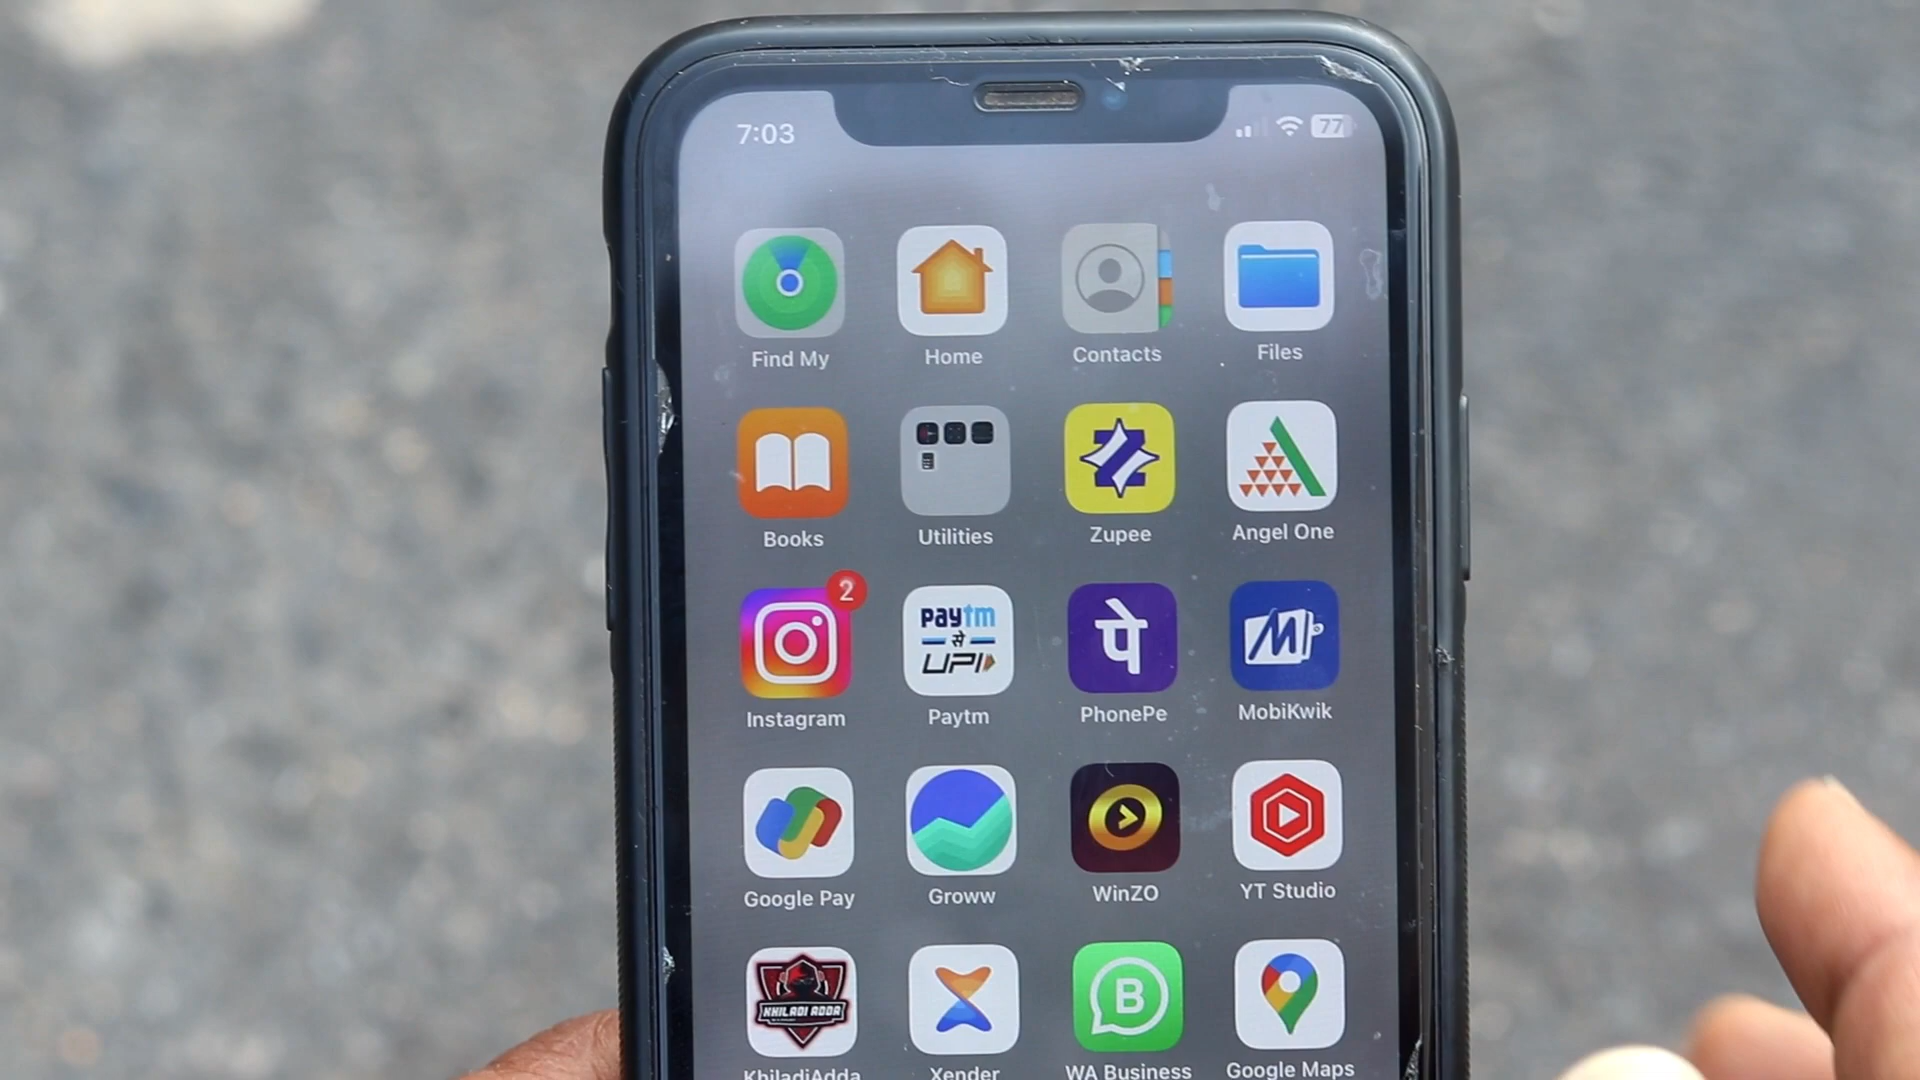 7:03
77
Find My
Home
Contacts
Files
Books
Utilities
Zupee
Angel One
2
Paytm
से
UPI
पे
M
Instagram
Paytm
PhonePe
MobiKwik
Google Pay
Groww
WinZO
YT Studio
KHILADI ADDA
B
KhiladiAdda
Xender
WA Business
Google Maps